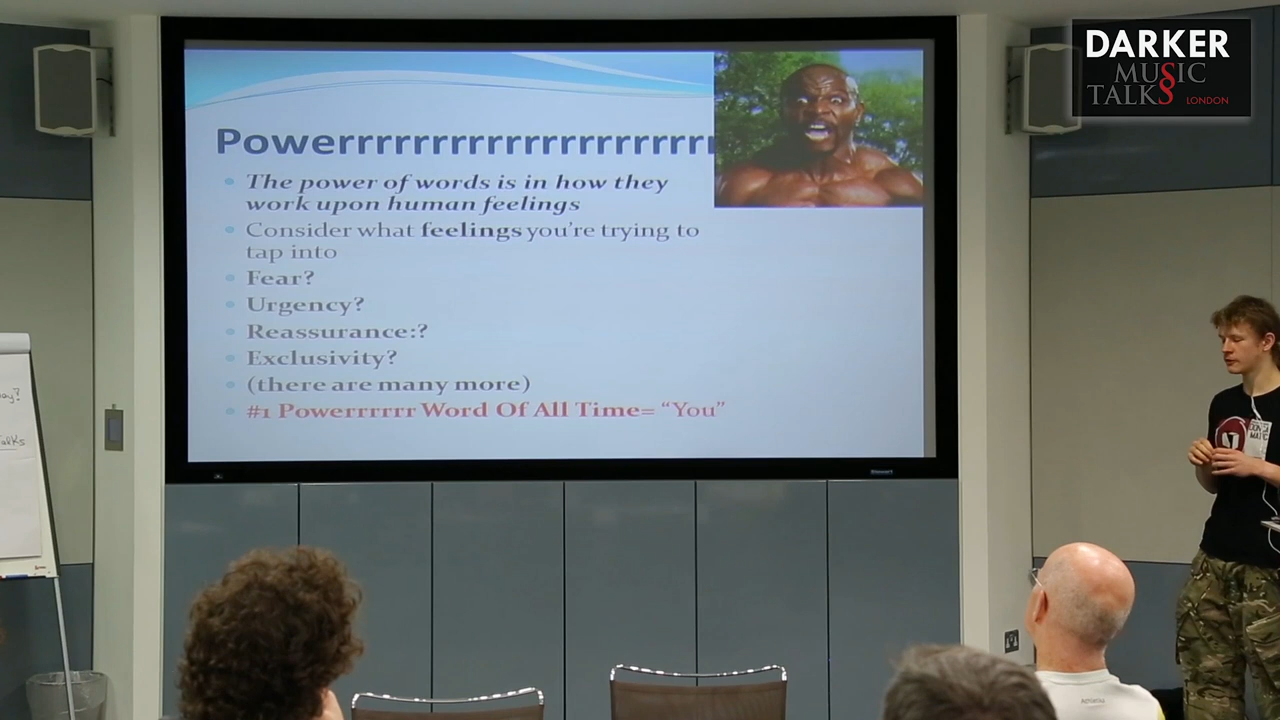 DARKER
MUSIC
TALKS LONDON
Powerrrrrrrrrrrrrrrrrrrrr
The power of words is in how they
work upon human feelings
Consider what feelings you're trying to
tap into
Fear?
Urgency?
Reassurance:?
Exclusivity?
(there are many more)
#1 Powerrrrrr Word Of All Time= “You”